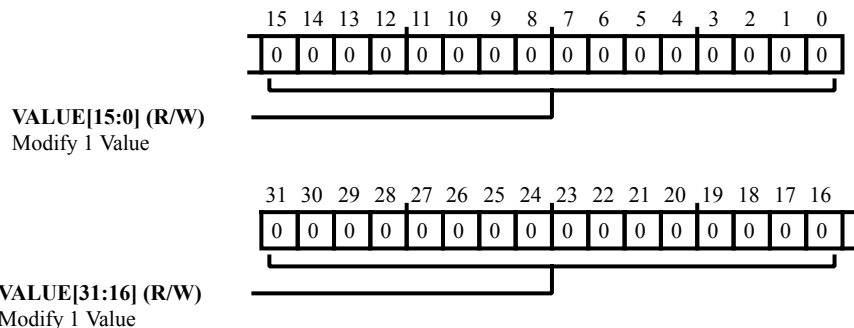 15 14 13 12 11 10 9 8 7 6 5 4 3 2 1 0
0 0 0 0 0 0 0 0 0 0 0 0 0 0 0 0
VALUE[15:0] (R/W)
Modify 1 Value
31 30 29 28 27 26 25 24 23 22 21 20 19 18 17 16
0 0 0 0 0 0 0 0 0 0 0 0 0 0 0 0
VALUE[31:16] (R/W)
Modify 1 Value